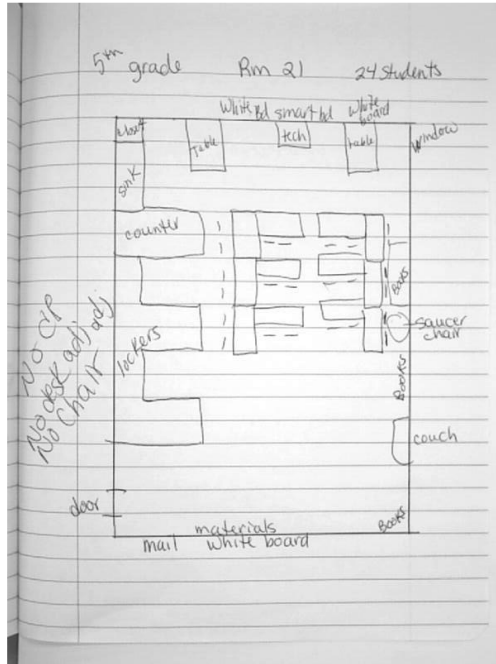 5th grade Rm 21 24 students
White Bd smart bd White board
Table tech table window
sink
counter
Books
saucer chair
lockers
Books
No CP
No desk adj
No Chair adj
couch
door
Books
materials
mail White board